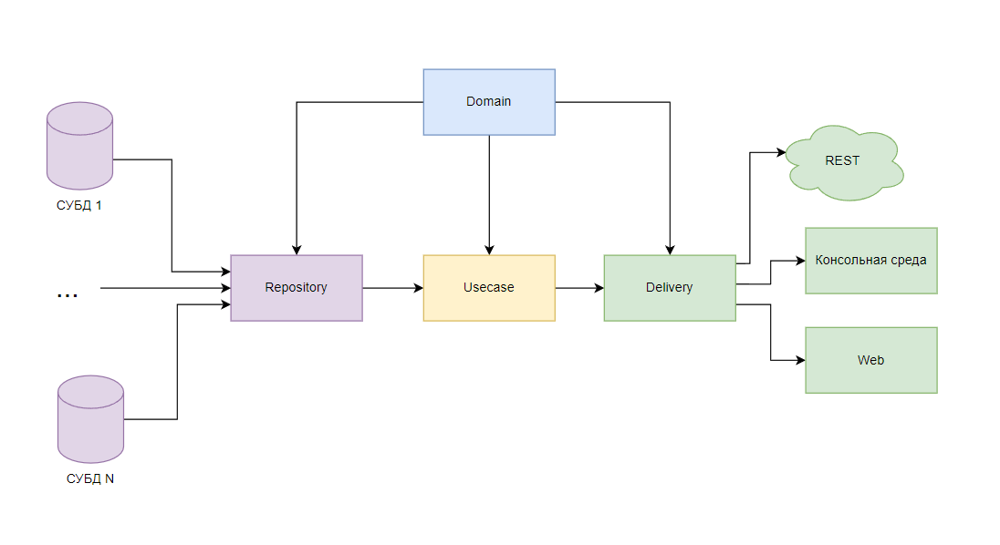 Domain
REST
СУБД 1
Консольная среда
...
Repository
Usecase
Delivery
Web
СУБД N